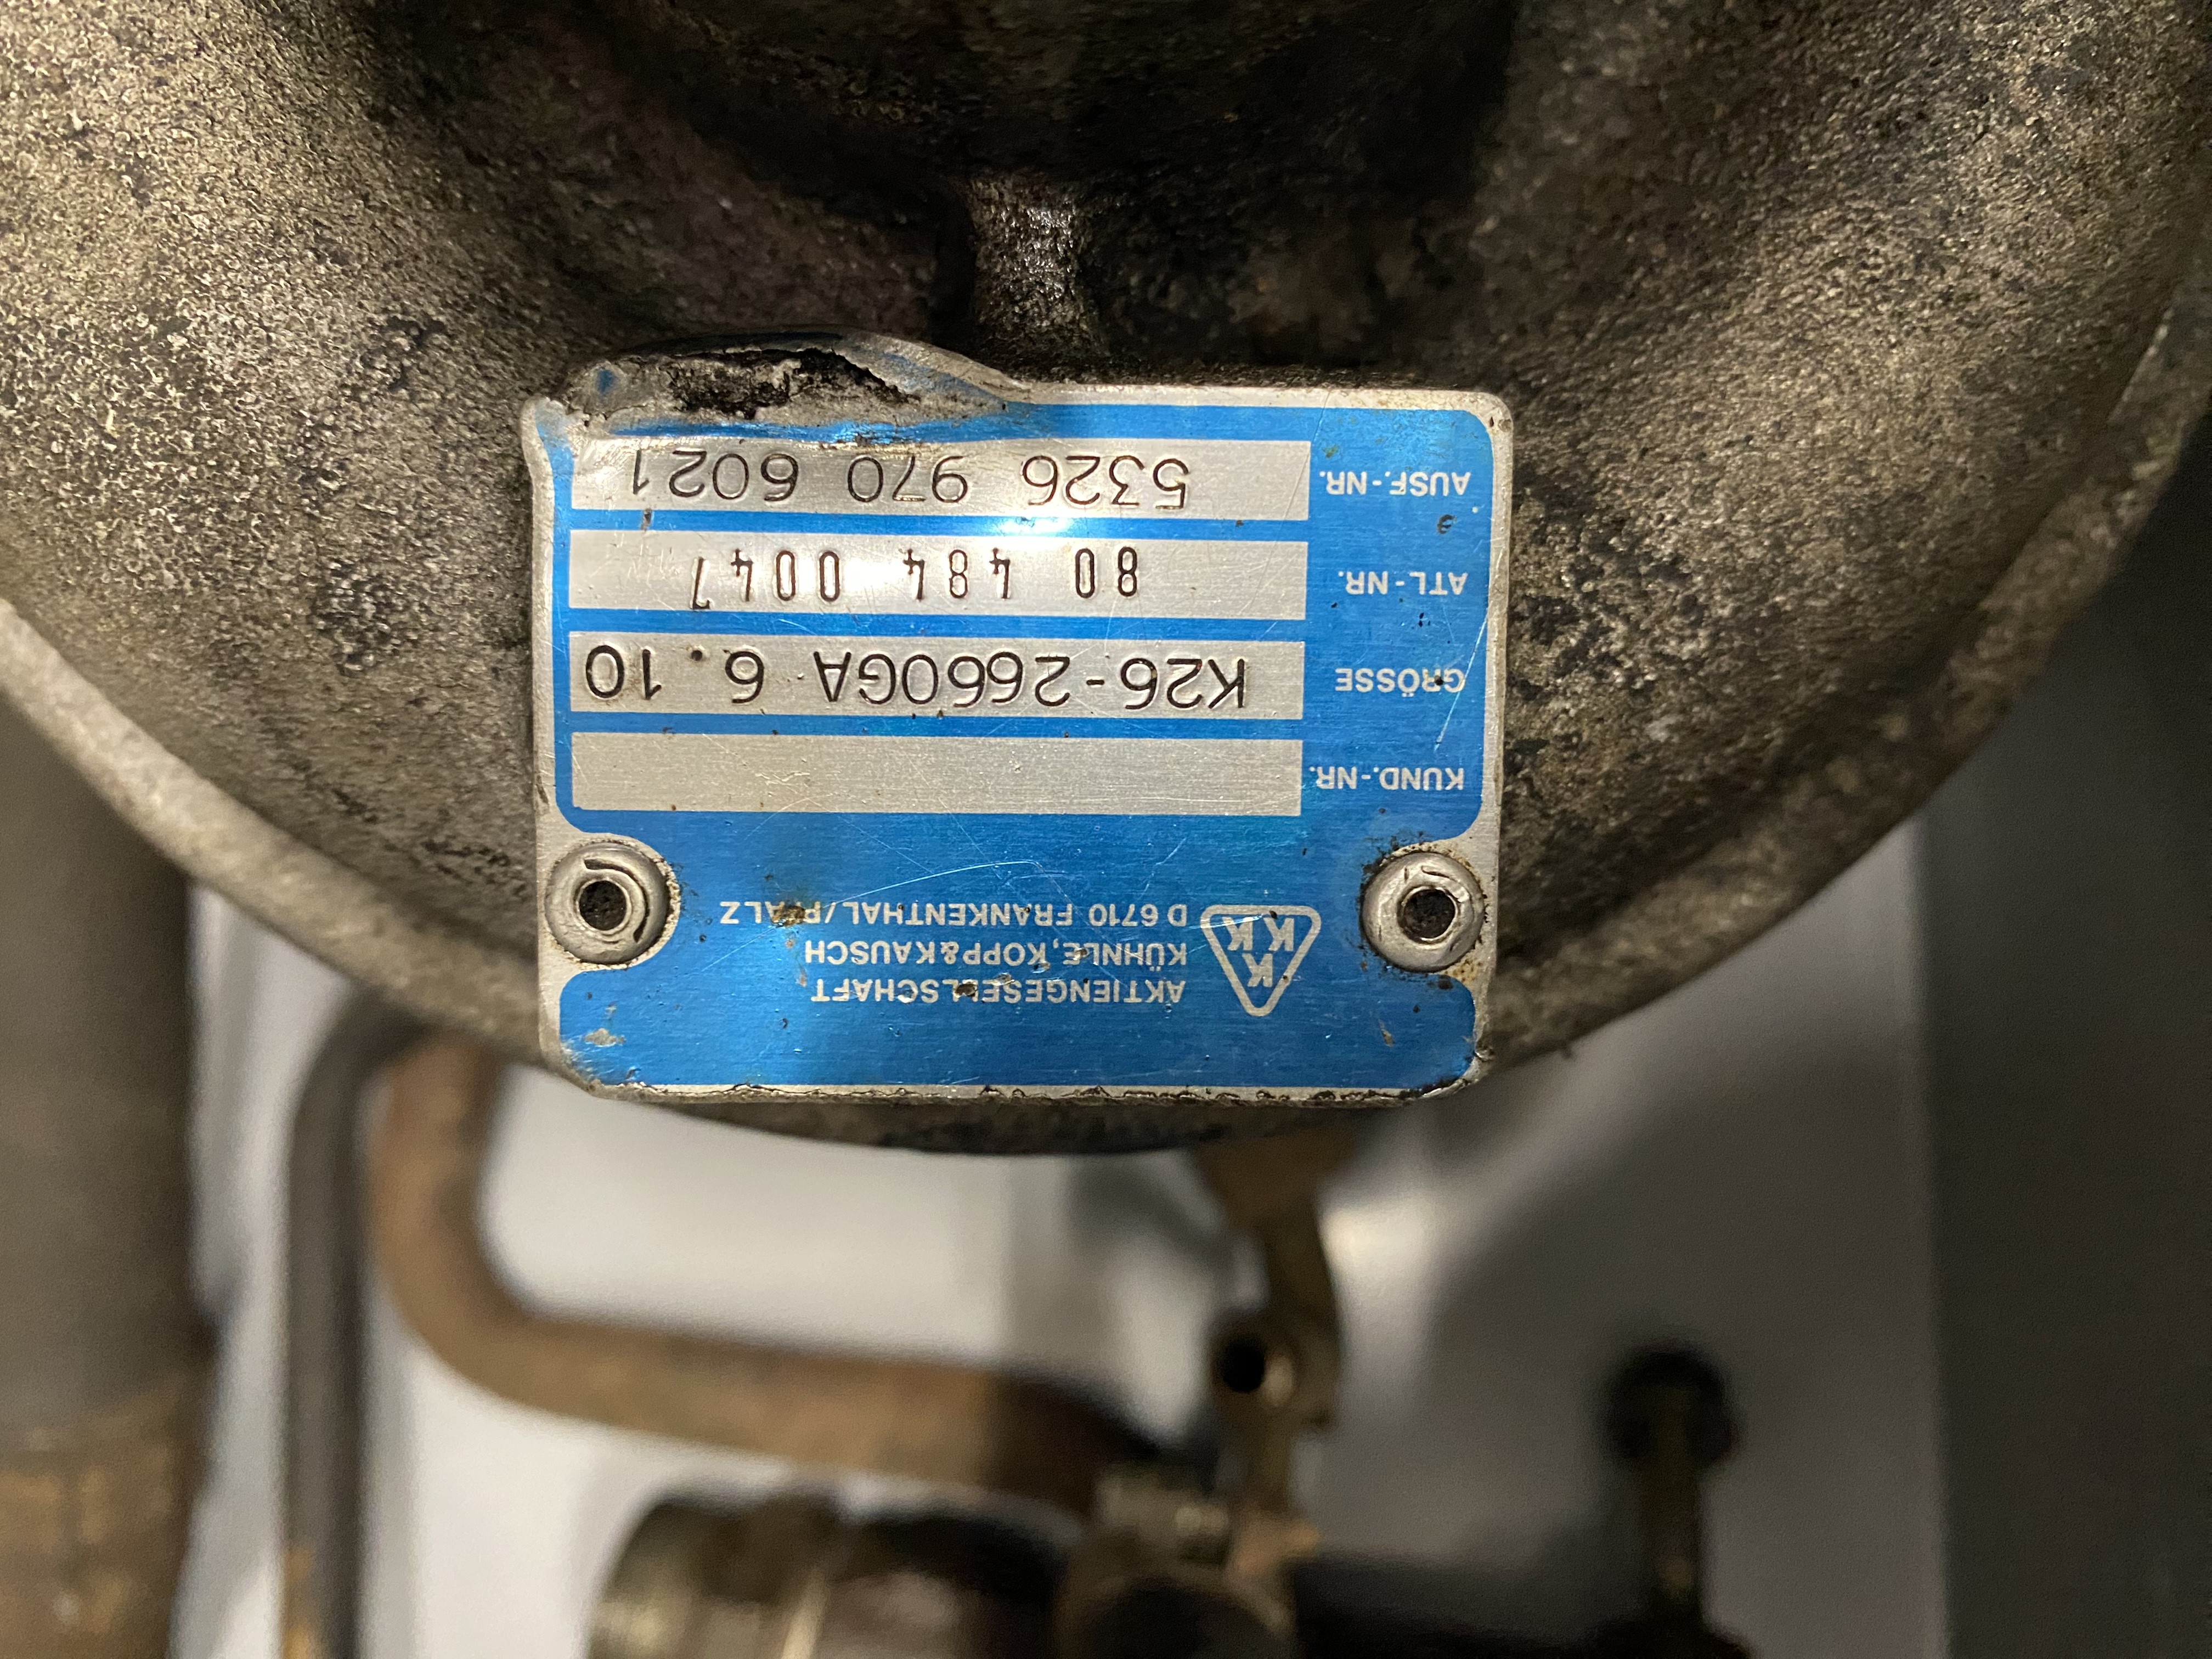 K
KK
AKTIENGESELLSCHAFT
KÜHNLE, KOPP&KAUSCH
D 6710 FRANKENTHAL/PFALZ
KUND.-NR.
GRÖSSE K26-2660GA 6.10
ATL-NR. 80 484 0047
AUSF.-NR. 5326 970 6021